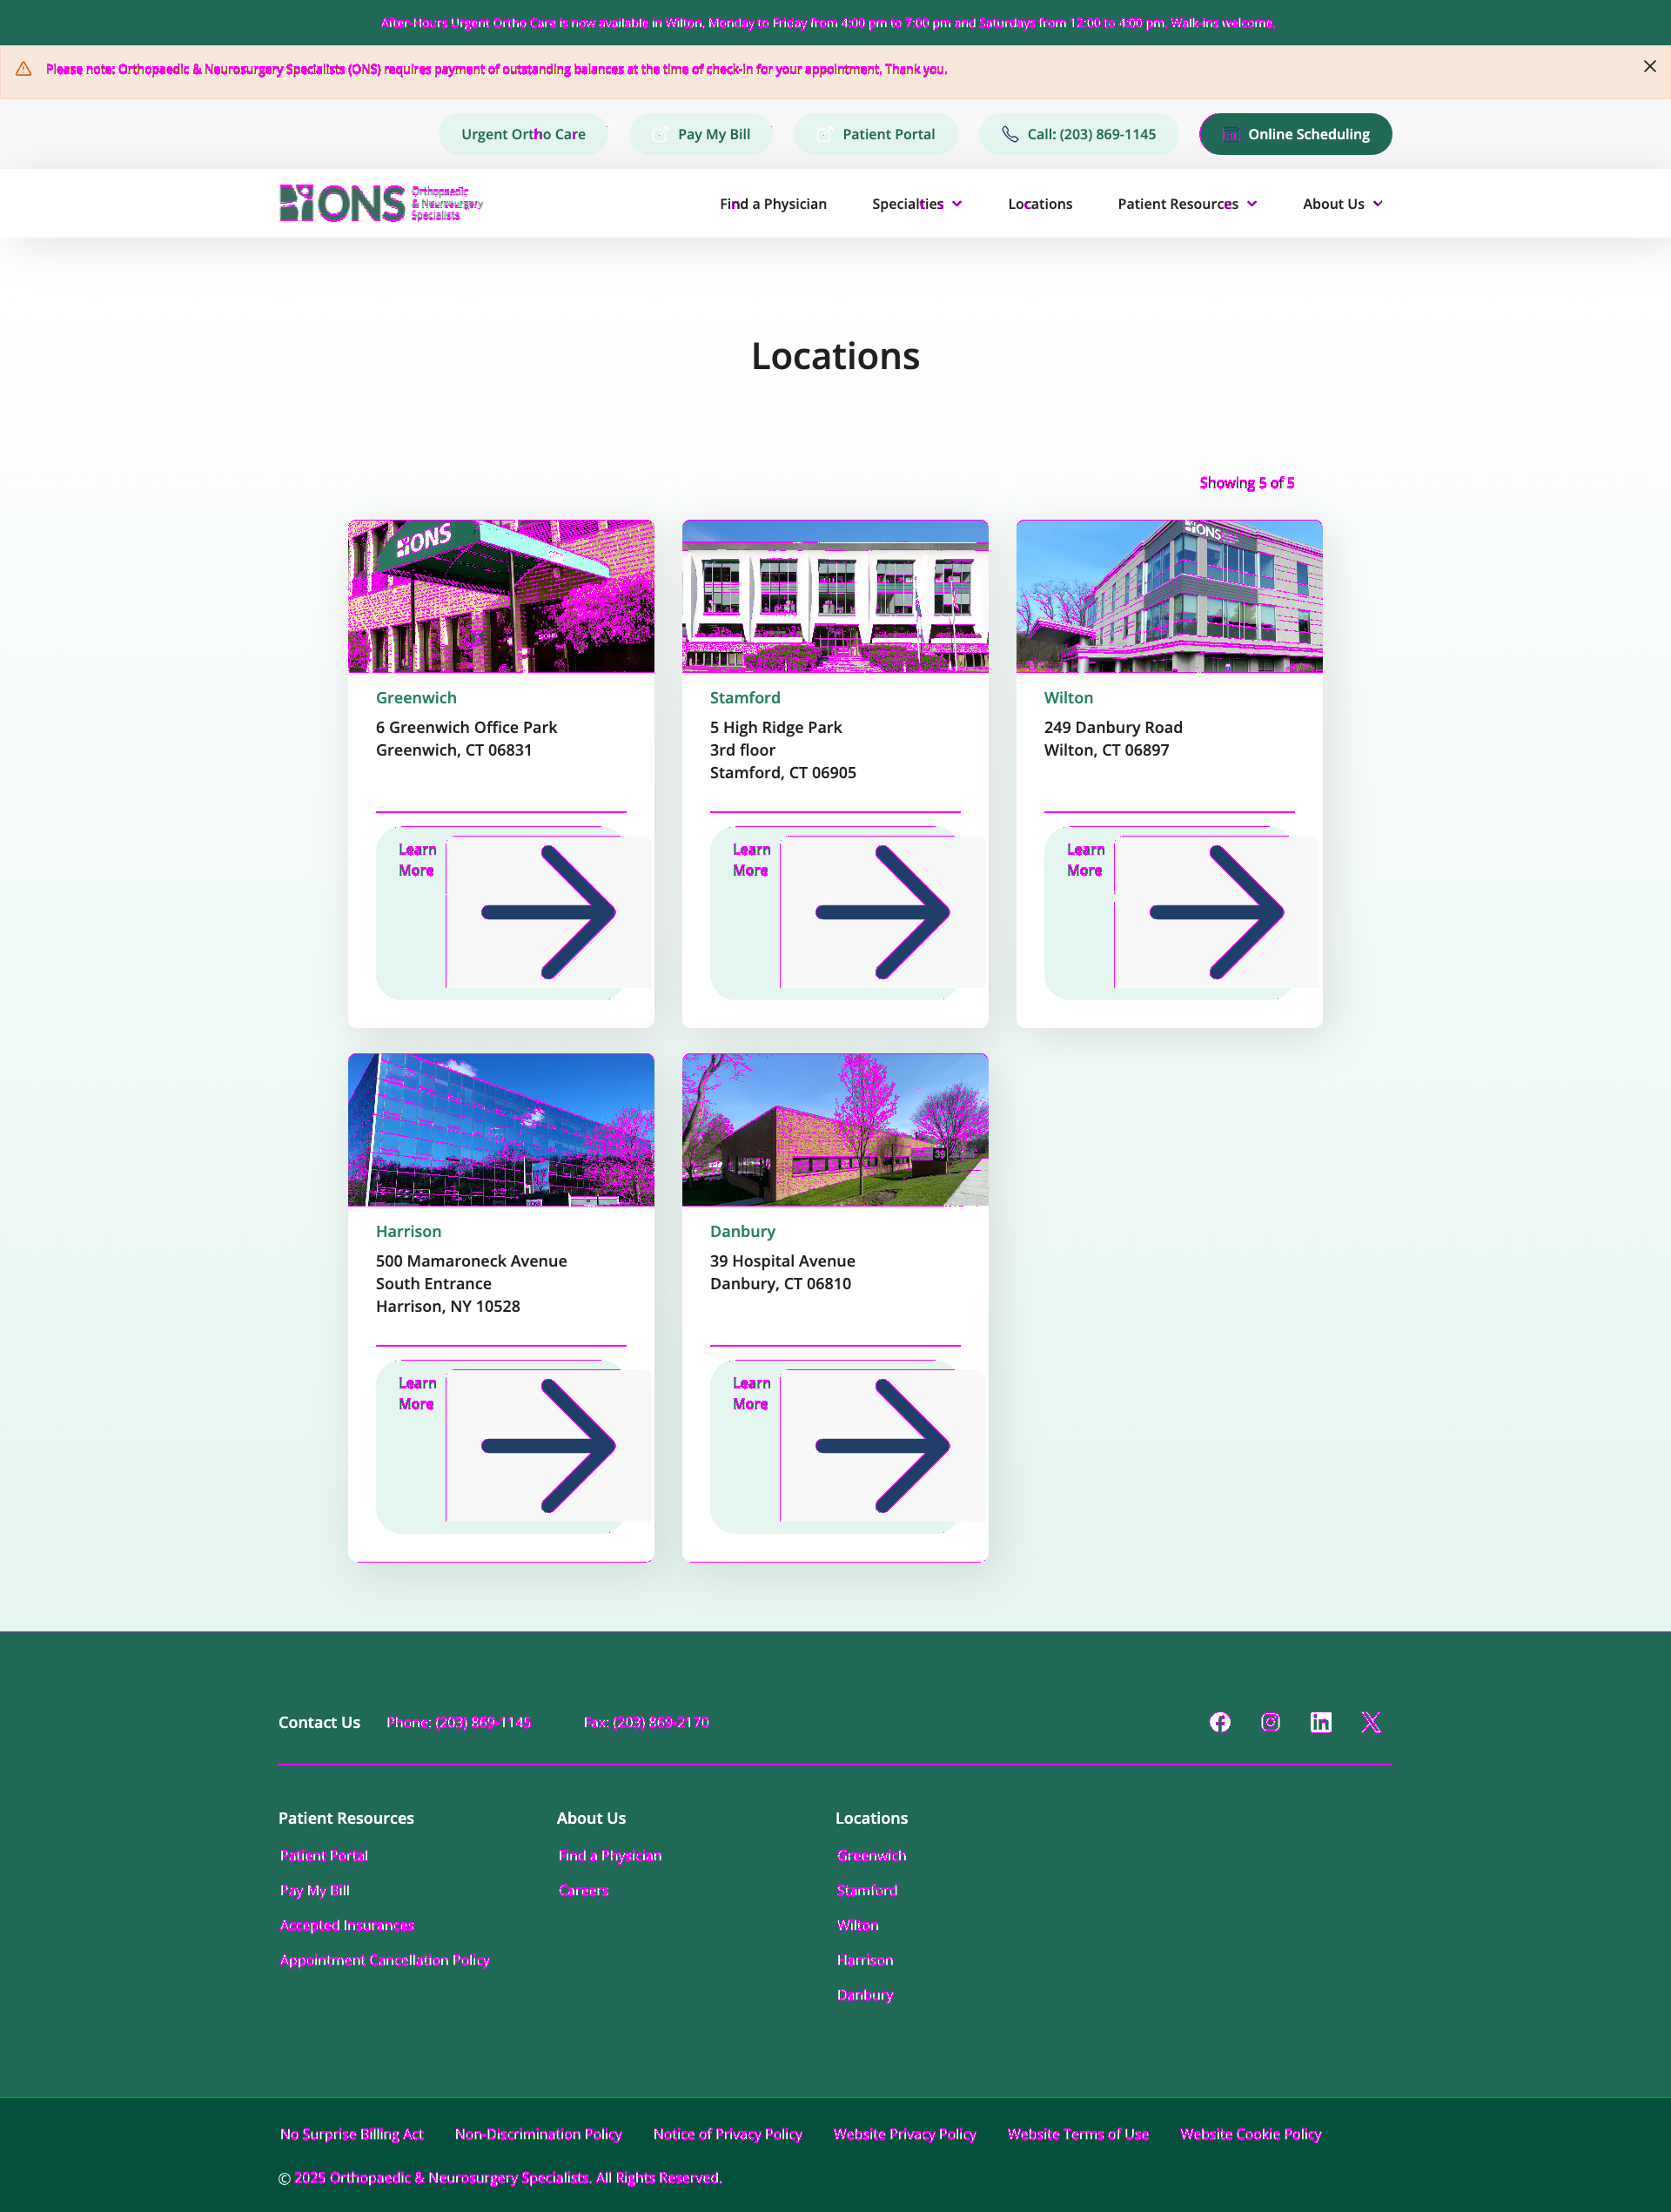 After-Hours Urgent Ortho Care is now available in Wilton, Monday to Friday from 4:00 pm to 7:00 pm and Saturdays from 12:00 to 4:00 pm. Walk-ins welcome.
Please note: Orthopaedic & Neurosurgery Specialists (ONS) requires payment of outstanding balances at the time of check-in for your appointment. Thank you.
Urgent Ortho Care
Pay My Bill
Patient Portal
Call: (203) 869-1145
Online Scheduling
ONS
Orthopaedic
& Neurosurgery
Specialists
Find a Physician
Specialties
Locations
Patient Resources
About Us
Locations
Showing 5 of 5
ONS
ONS
Greenwich
6 Greenwich Office Park
Greenwich, CT 06831
Learn
More
Stamford
5 High Ridge Park
3rd floor
Stamford, CT 06905
Learn
More
Wilton
249 Danbury Road
Wilton, CT 06897
Learn
More
39
Harrison
500 Mamaroneck Avenue
South Entrance
Harrison, NY 10528
Learn
More
Danbury
39 Hospital Avenue
Danbury, CT 06810
Learn
More
Contact Us
Phone: (203) 869-1145
Fax: (203) 869-2170
Patient Resources
Patient Portal
Pay My Bill
Accepted Insurances
Appointment Cancellation Policy
About Us
Find a Physician
Careers
Locations
Greenwich
Stamford
Wilton
Harrison
Danbury
No Surprise Billing Act
Non-Discrimination Policy
Notice of Privacy Policy
Website Privacy Policy
Website Terms of Use
Website Cookie Policy
© 2025 Orthopaedic & Neurosurgery Specialists. All Rights Reserved.